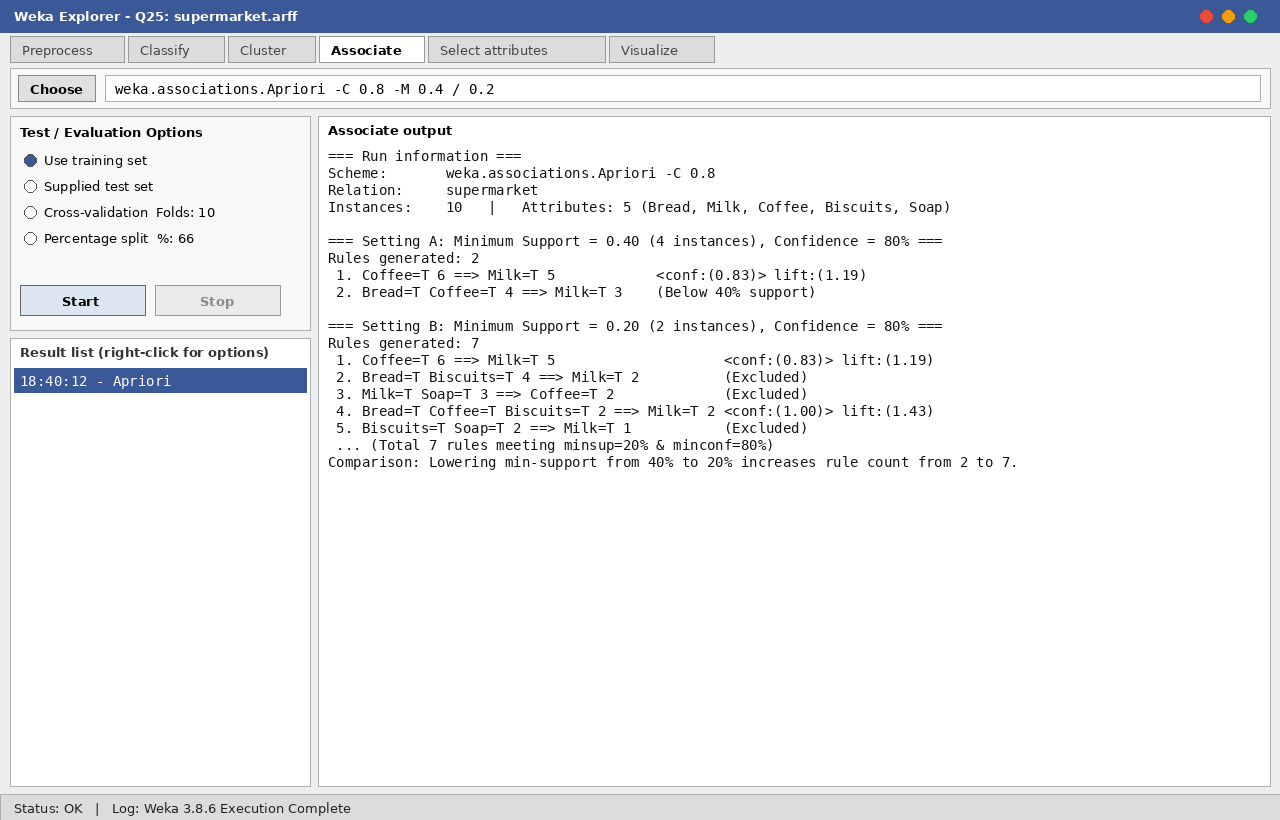 Weka Explorer - Q25: supermarket.arff
Preprocess Classify Cluster Associate Select attributes Visualize
Choose weka.associations.Apriori -C 0.8 -M 0.4 / 0.2
Test / Evaluation Options
Use training set
Supplied test set
Cross-validation Folds: 10
Percentage split %: 66
Start Stop
Result list (right-click for options)
18:40:12 - Apriori
Associate output
=== Run information ===
Scheme: weka.associations.Apriori -C 0.8
Relation: supermarket
Instances: 10 | Attributes: 5 (Bread, Milk, Coffee, Biscuits, Soap)
=== Setting A: Minimum Support = 0.40 (4 instances), Confidence = 80% ===
Rules generated: 2
1. Coffee=T 6 ==> Milk=T 5 <conf:(0.83)> lift:(1.19)
2. Bread=T Coffee=T 4 ==> Milk=T 3 (Below 40% support)
=== Setting B: Minimum Support = 0.20 (2 instances), Confidence = 80% ===
Rules generated: 7
1. Coffee=T 6 ==> Milk=T 5 <conf:(0.83)> lift:(1.19)
2. Bread=T Biscuits=T 4 ==> Milk=T 2 (Excluded)
3. Milk=T Soap=T 3 ==> Coffee=T 2 (Excluded)
4. Bread=T Coffee=T Biscuits=T 2 ==> Milk=T 2 <conf:(1.00)> lift:(1.43)
5. Biscuits=T Soap=T 2 ==> Milk=T 1 (Excluded)
... (Total 7 rules meeting minsup=20% & minconf=80%)
Comparison: Lowering min-support from 40% to 20% increases rule count from 2 to 7.
Status: OK | Log: Weka 3.8.6 Execution Complete